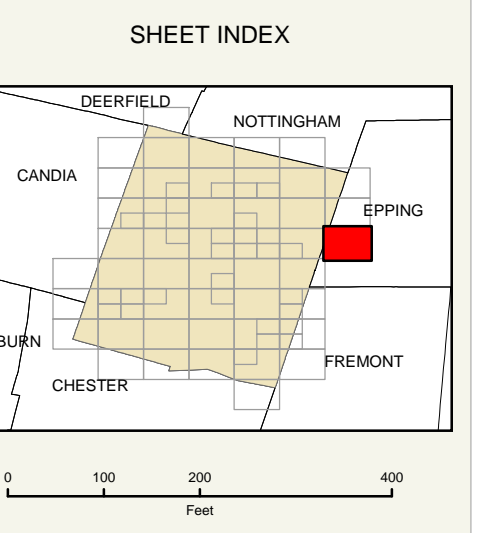 SHEET INDEX
DEERFIELD
NOTTINGHAM
CANDIA
EPPING
BURN
FREMONT
CHESTER
0 100 200 400
Feet